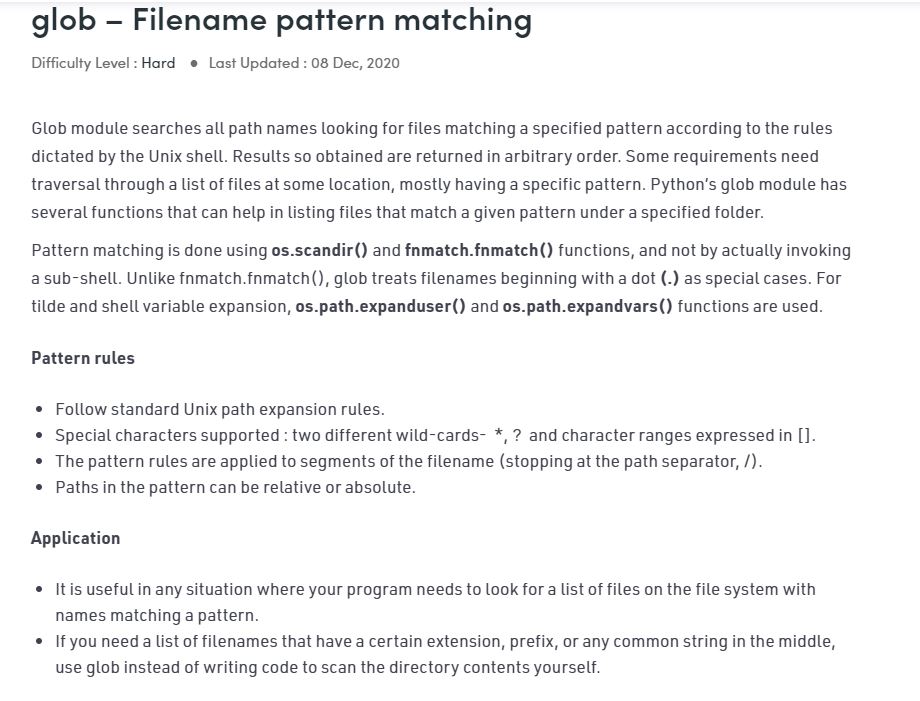 glob – Filename pattern matching
Difficulty Level : Hard ● Last Updated : 08 Dec, 2020
Glob module searches all path names looking for files matching a specified pattern according to the rules
dictated by the Unix shell. Results so obtained are returned in arbitrary order. Some requirements need
traversal through a list of files at some location, mostly having a specific pattern. Python’s glob module has
several functions that can help in listing files that match a given pattern under a specified folder.
Pattern matching is done using os.scandir() and fnmatch.fnmatch() functions, and not by actually invoking
a sub-shell. Unlike fnmatch.fnmatch(), glob treats filenames beginning with a dot (.) as special cases. For
tilde and shell variable expansion, os.path.expanduser() and os.path.expandvars() functions are used.
Pattern rules
• Follow standard Unix path expansion rules.
• Special characters supported : two different wild-cards- *, ? and character ranges expressed in [].
• The pattern rules are applied to segments of the filename (stopping at the path separator, /).
• Paths in the pattern can be relative or absolute.
Application
• It is useful in any situation where your program needs to look for a list of files on the file system with
names matching a pattern.
• If you need a list of filenames that have a certain extension, prefix, or any common string in the middle,
use glob instead of writing code to scan the directory contents yourself.